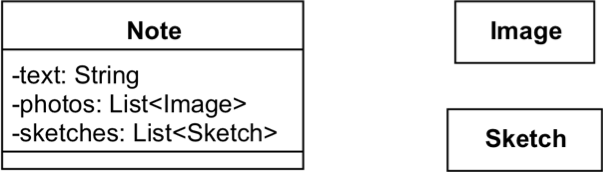 Note
-text: String
-photos: List<Image>
-sketches: List<Sketch>
Image
Sketch